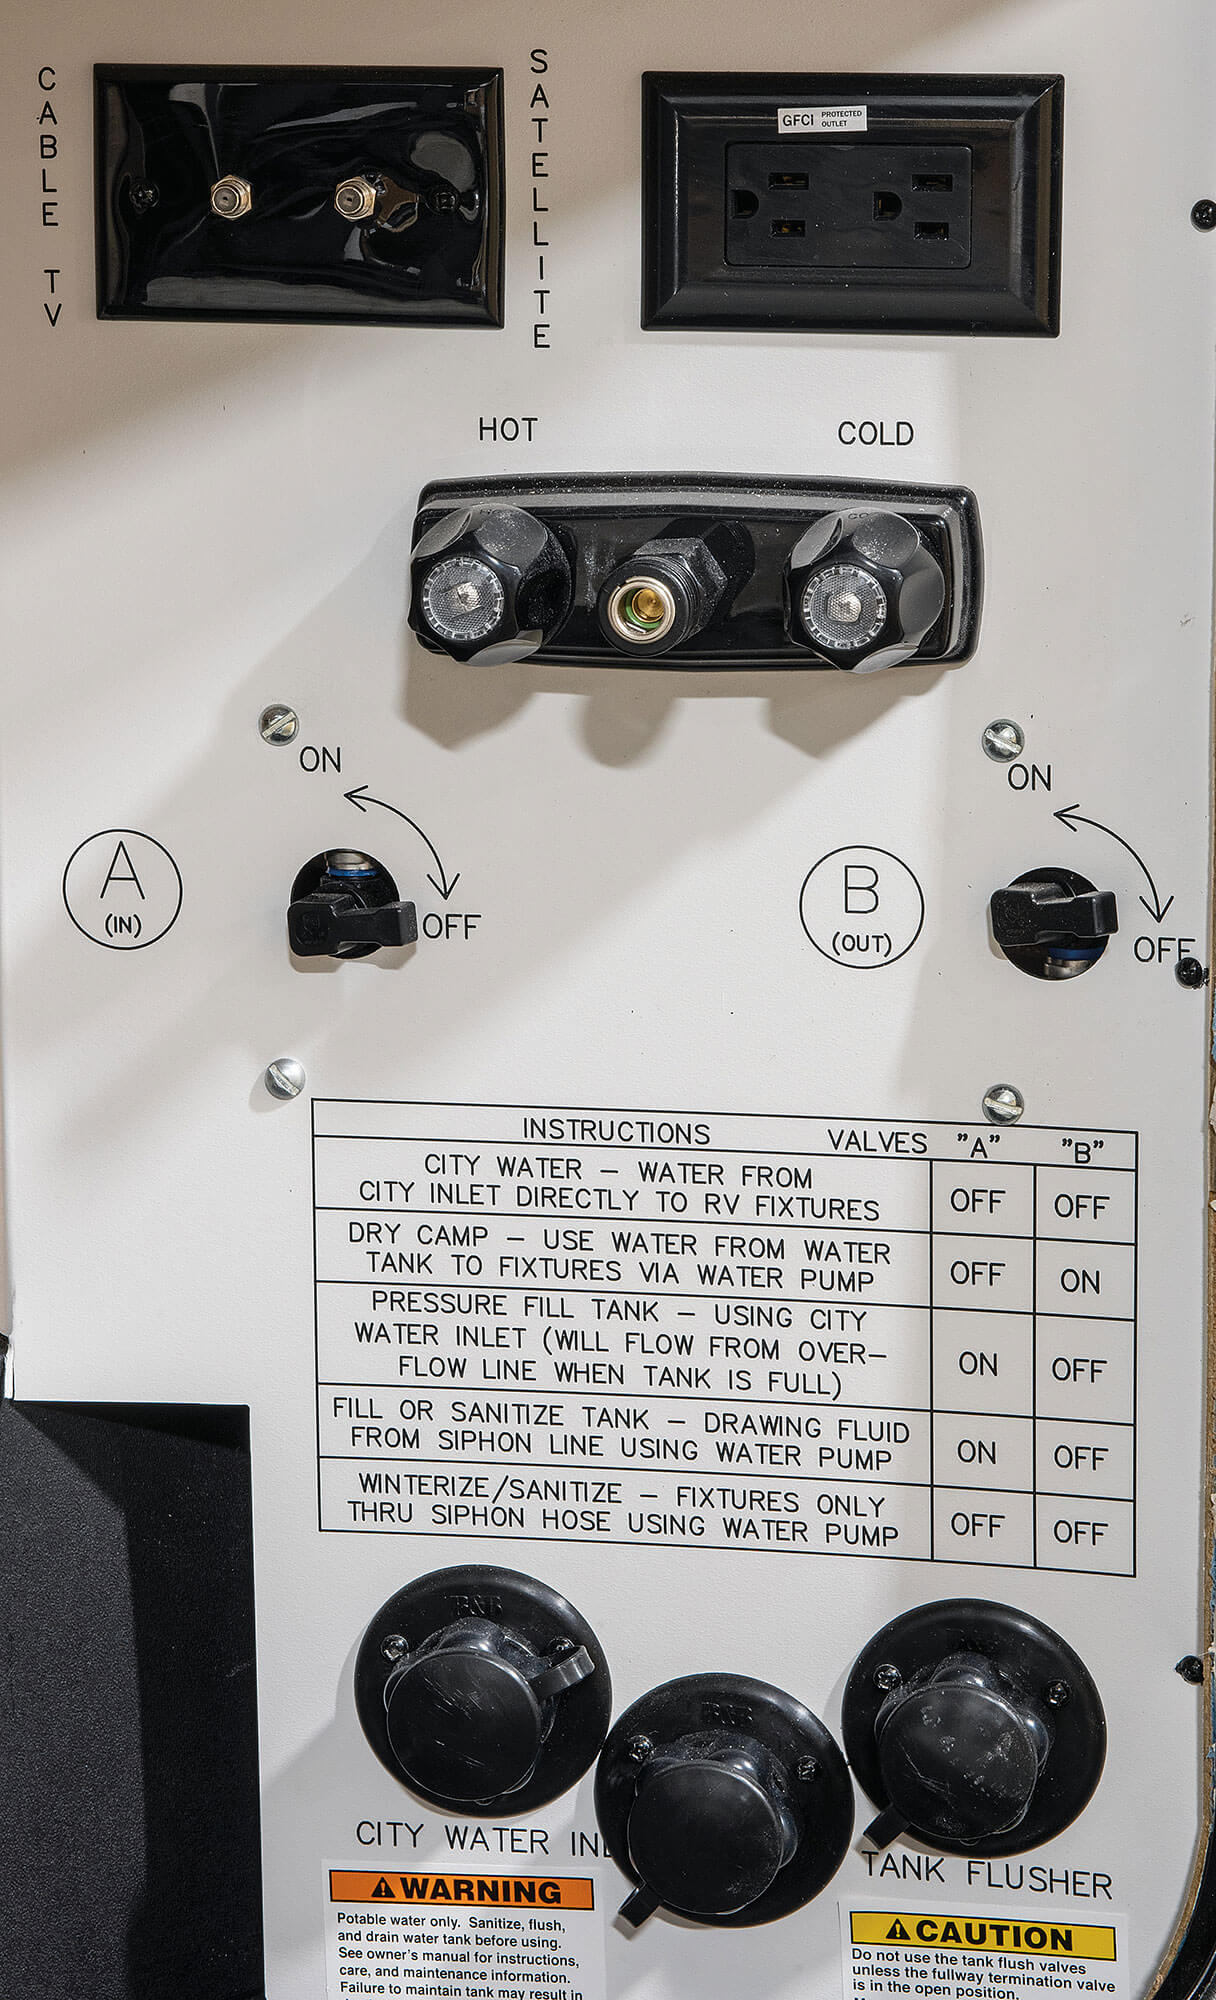 CABLE TV
SATELLITE
GFCI PROTECTED
OUTLET
HOT
COLD
ON
OFF
A
(IN)
ON
OFF
B
(OUT)
INSTRUCTIONS VALVES "A" "B"
CITY WATER – WATER FROM
CITY INLET DIRECTLY TO RV FIXTURES OFF OFF
DRY CAMP – USE WATER FROM WATER
TANK TO FIXTURES VIA WATER PUMP OFF ON
PRESSURE FILL TANK – USING CITY
WATER INLET (WILL FLOW FROM OVER–
FLOW LINE WHEN TANK IS FULL) ON OFF
FILL OR SANITIZE TANK – DRAWING FLUID
FROM SIPHON LINE USING WATER PUMP ON OFF
WINTERIZE/SANITIZE – FIXTURES ONLY
THRU SIPHON HOSE USING WATER PUMP OFF OFF
B&B
B&B
CITY WATER
TANK FLUSHER
WARNING
Potable water only. Sanitize, flush,
and drain water tank before using.
See owner's manual for instructions,
care, and maintenance information.
Failure to maintain tank may result in
CAUTION
Do not use the tank flush valves
unless the fullway termination valve
is in the open position.